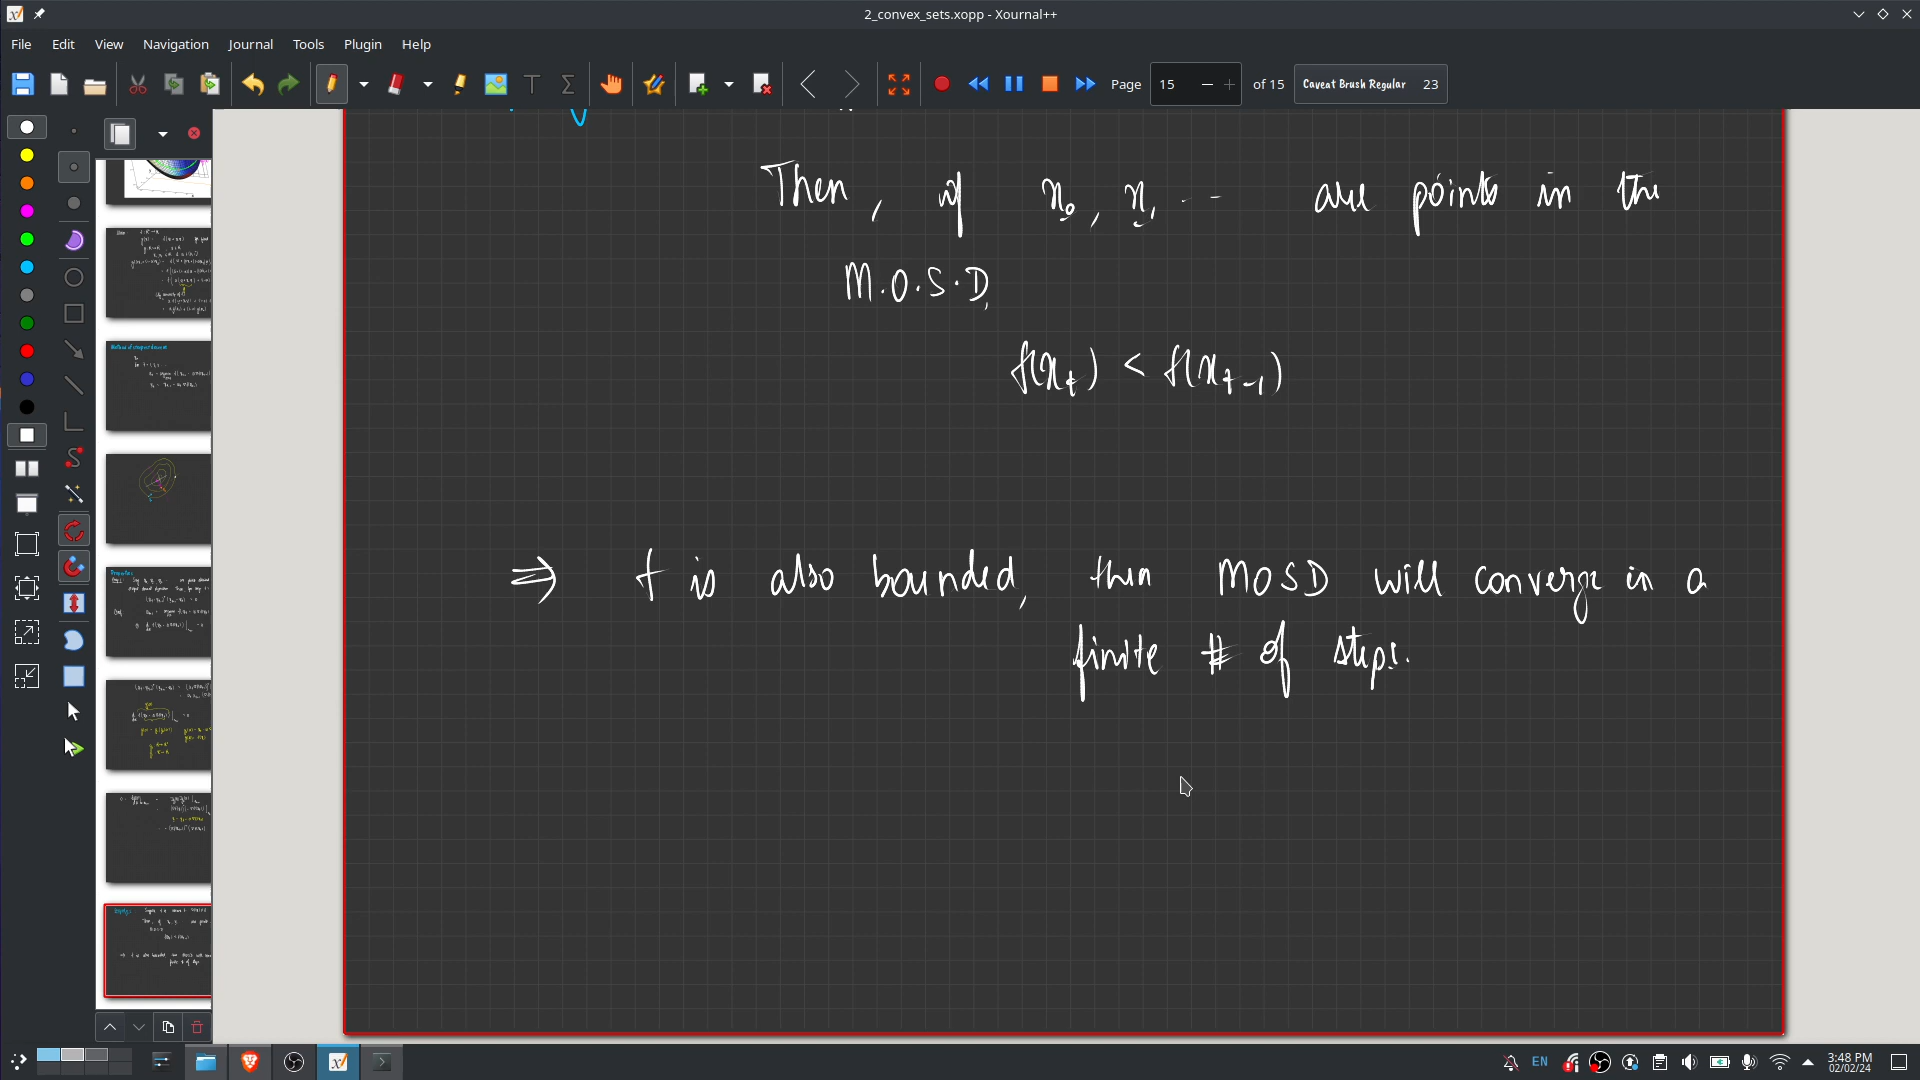 2_convex_sets.xopp - Xournal++
File Edit View Navigation Journal Tools Plugin Help
Page 15 of 15 Caveat Brush Regular 23
Then, if x₀, x₁ ... are points in the
M.O.S.D,
f(x_t) < f(x_{t-1})
⇒ f is also bounded, then MOSD will converge in a
finite # of steps.
EN
3:48 PM
02/02/24